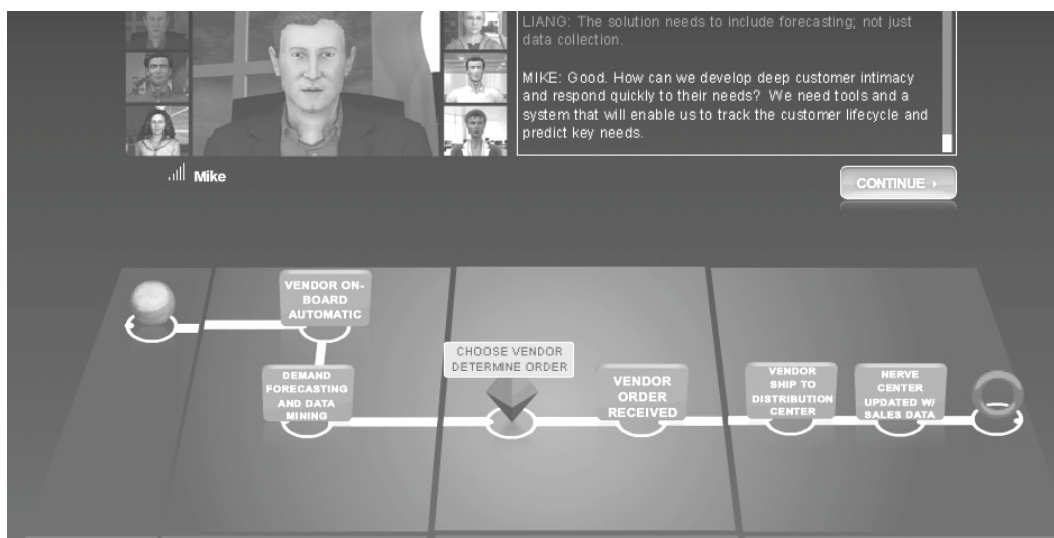 LIANG: The solution needs to include forecasting; not just
data collection.
MIKE: Good. How can we develop deep customer intimacy
and respond quickly to their needs? We need tools and a
system that will enable us to track the customer lifecycle and
predict key needs.
Mike
CONTINUE
VENDOR ON-
BOARD
AUTOMATIC
DEMAND
FORECASTING
AND DATA
MINING
CHOOSE VENDOR
DETERMINE ORDER
VENDOR
ORDER
RECEIVED
VENDOR
SHIP TO
DISTRIBUTION
CENTER
NERVE
CENTER
UPDATED W/
SALES DATA